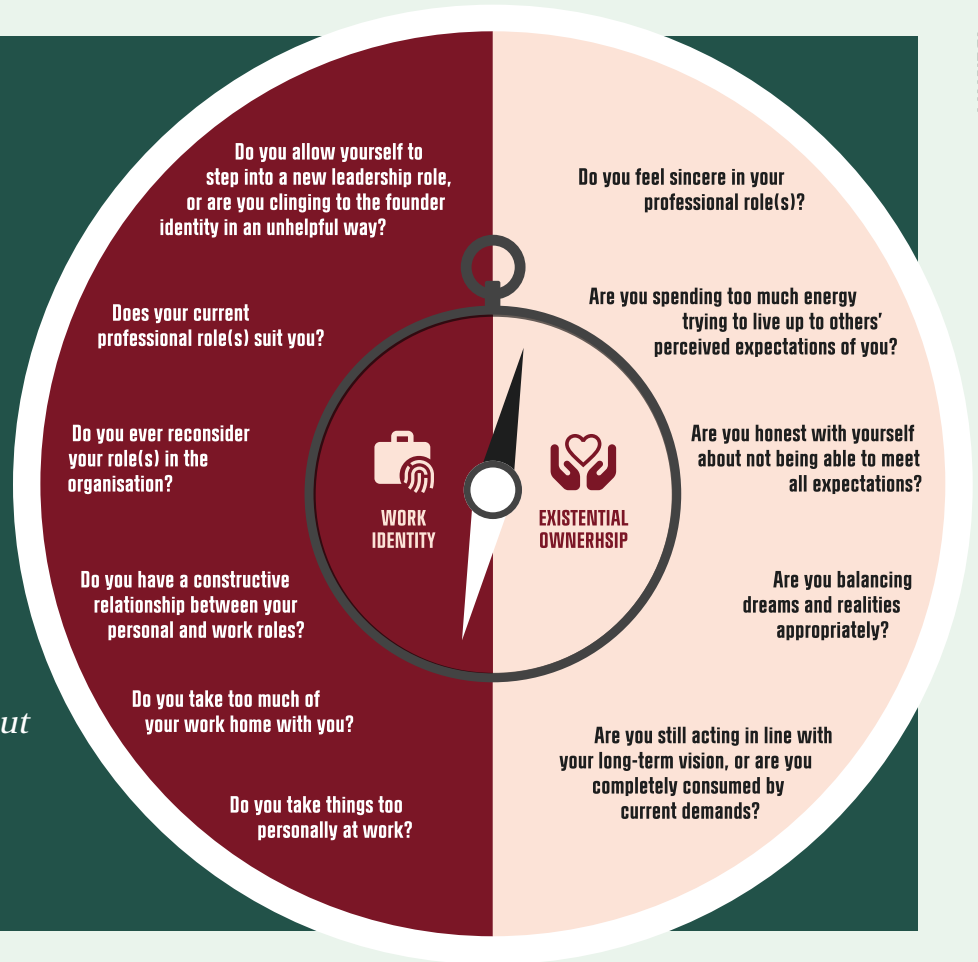 Do you allow yourself to
step into a new leadership role,
or are you clinging to the founder
identity in an unhelpful way?
Does your current
professional role(s) suit you?
Do you ever reconsider
your role(s) in the
organisation?
Do you have a constructive
relationship between your
personal and work roles?
Do you take too much of
your work home with you?
Do you take things too
personally at work?
WORK
IDENTITY
EXISTENTIAL
OWNERHSIP
Do you feel sincere in your
professional role(s)?
Are you spending too much energy
trying to live up to others’
perceived expectations of you?
Are you honest with yourself
about not being able to meet
all expectations?
Are you balancing
dreams and realities
appropriately?
Are you still acting in line with
your long-term vision, or are you
completely consumed by
current demands?
ut